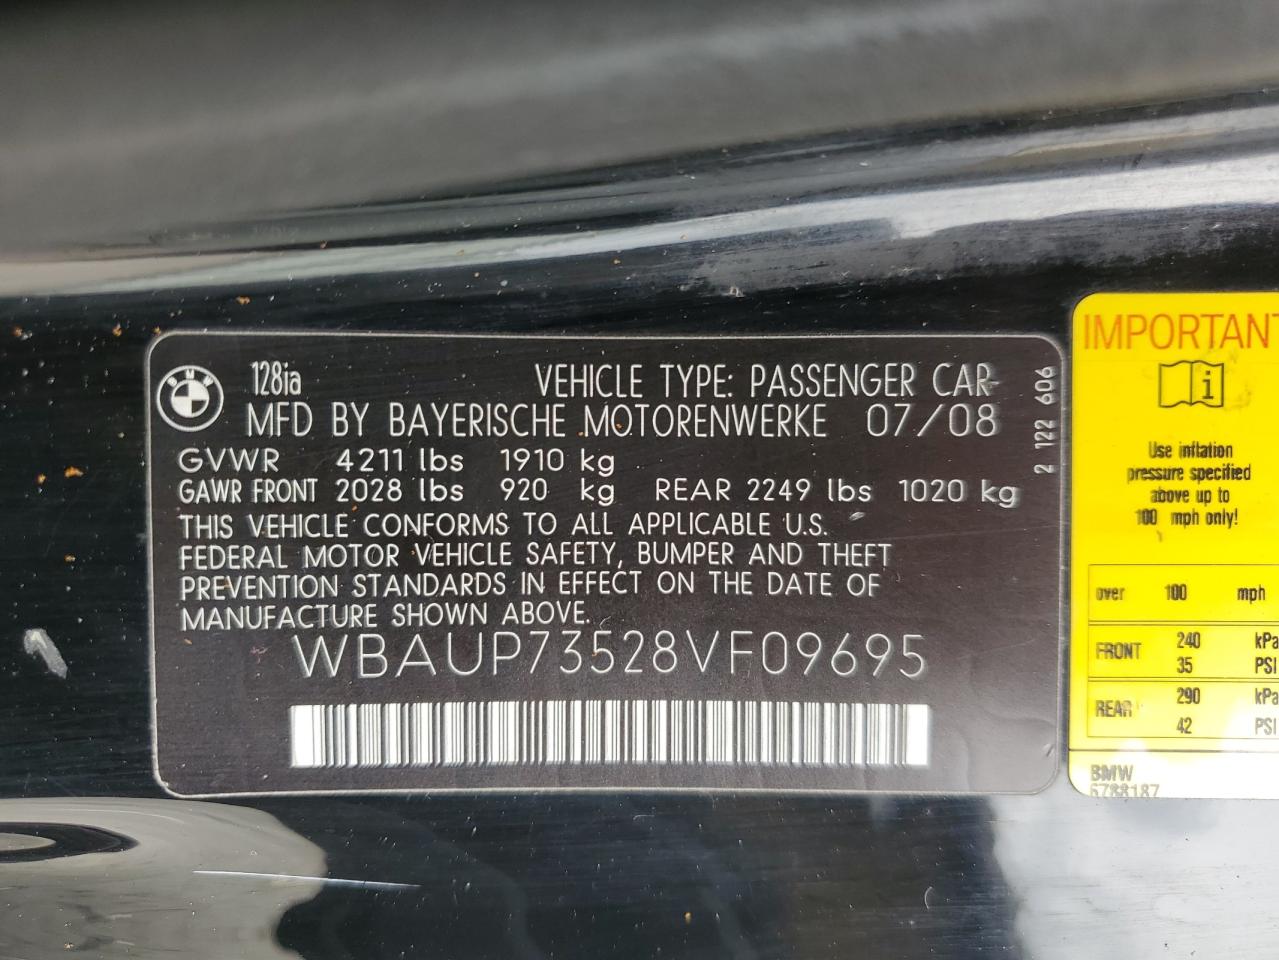 BMW
128ia VEHICLE TYPE: PASSENGER CAR
MFD BY BAYERISCHE MOTORENWERKE 07/08
GVWR 4211 lbs 1910 kg
GAWR FRONT 2028 lbs 920 kg REAR 2249 lbs 1020 kg
THIS VEHICLE CONFORMS TO ALL APPLICABLE U.S.
FEDERAL MOTOR VEHICLE SAFETY, BUMPER AND THEFT
PREVENTION STANDARDS IN EFFECT ON THE DATE OF
MANUFACTURE SHOWN ABOVE.
WBAUP73528VF09695
2 122 606
IMPORTANT
i
Use inflation
pressure specified
above up to
100 mph only!
over 100 mph
FRONT 240 kPa
35 PSI
REAR 290 kPa
42 PSI
BMW
6788187